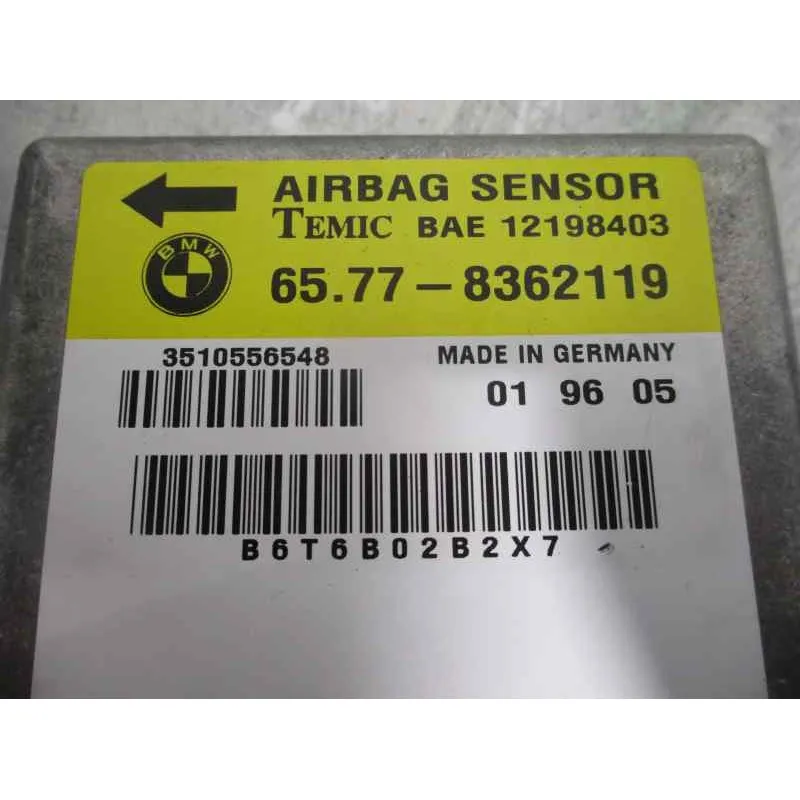 AIRBAG SENSOR
TEMIC BAE 12198403
BMW
65.77-8362119
3510556548 MADE IN GERMANY
01 96 05
B6T6B02B2X7